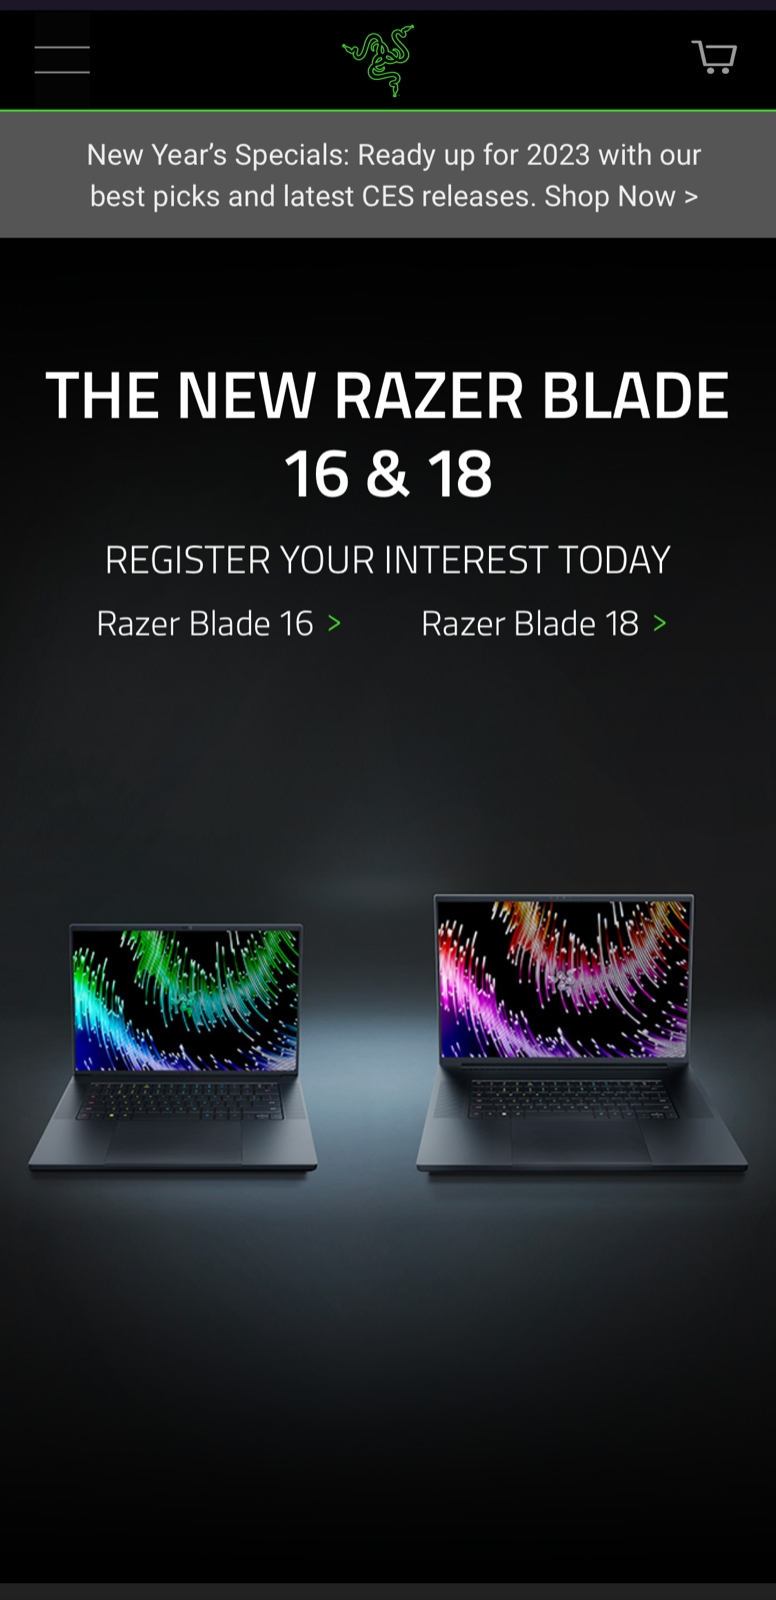 New Year’s Specials: Ready up for 2023 with our
best picks and latest CES releases. Shop Now >
THE NEW RAZER BLADE
16 & 18
REGISTER YOUR INTEREST TODAY
Razer Blade 16 > Razer Blade 18 >